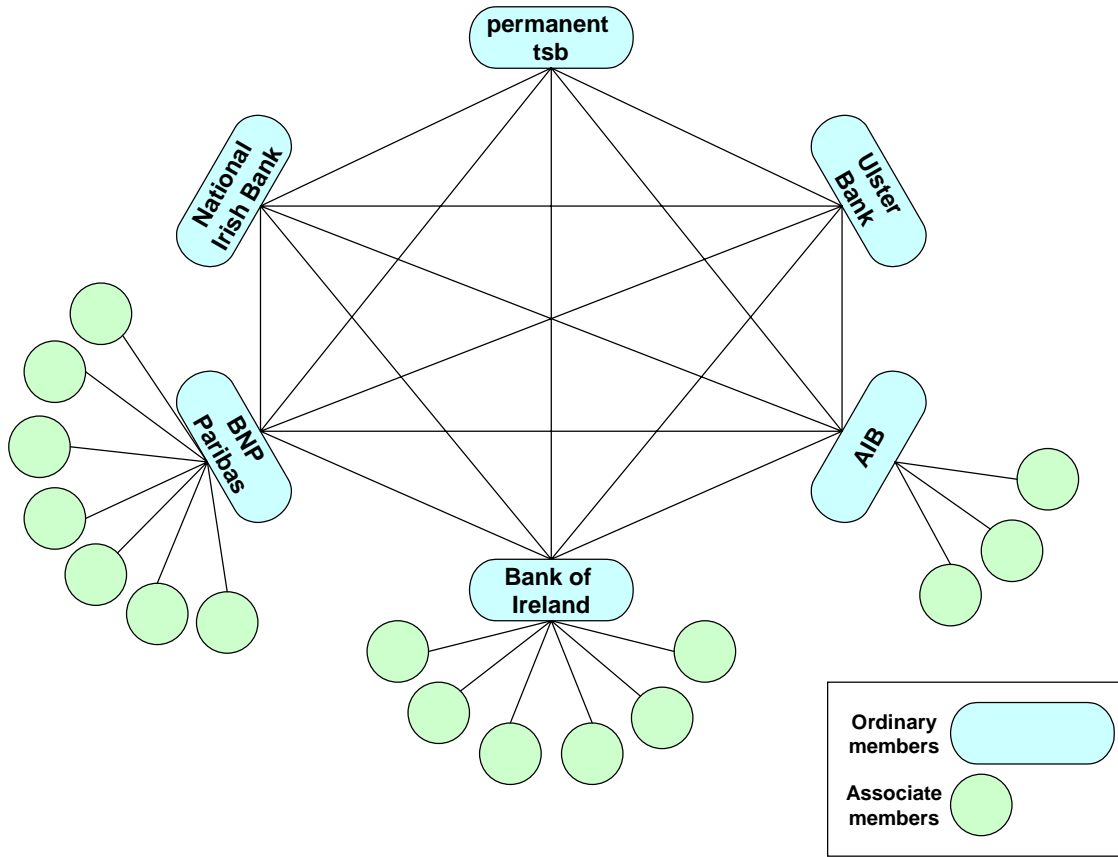 permanent
tsb
National
Irish Bank
Ulster
Bank
BNP
Paribas
AIB
Bank of
Ireland
Ordinary
members
Associate
members